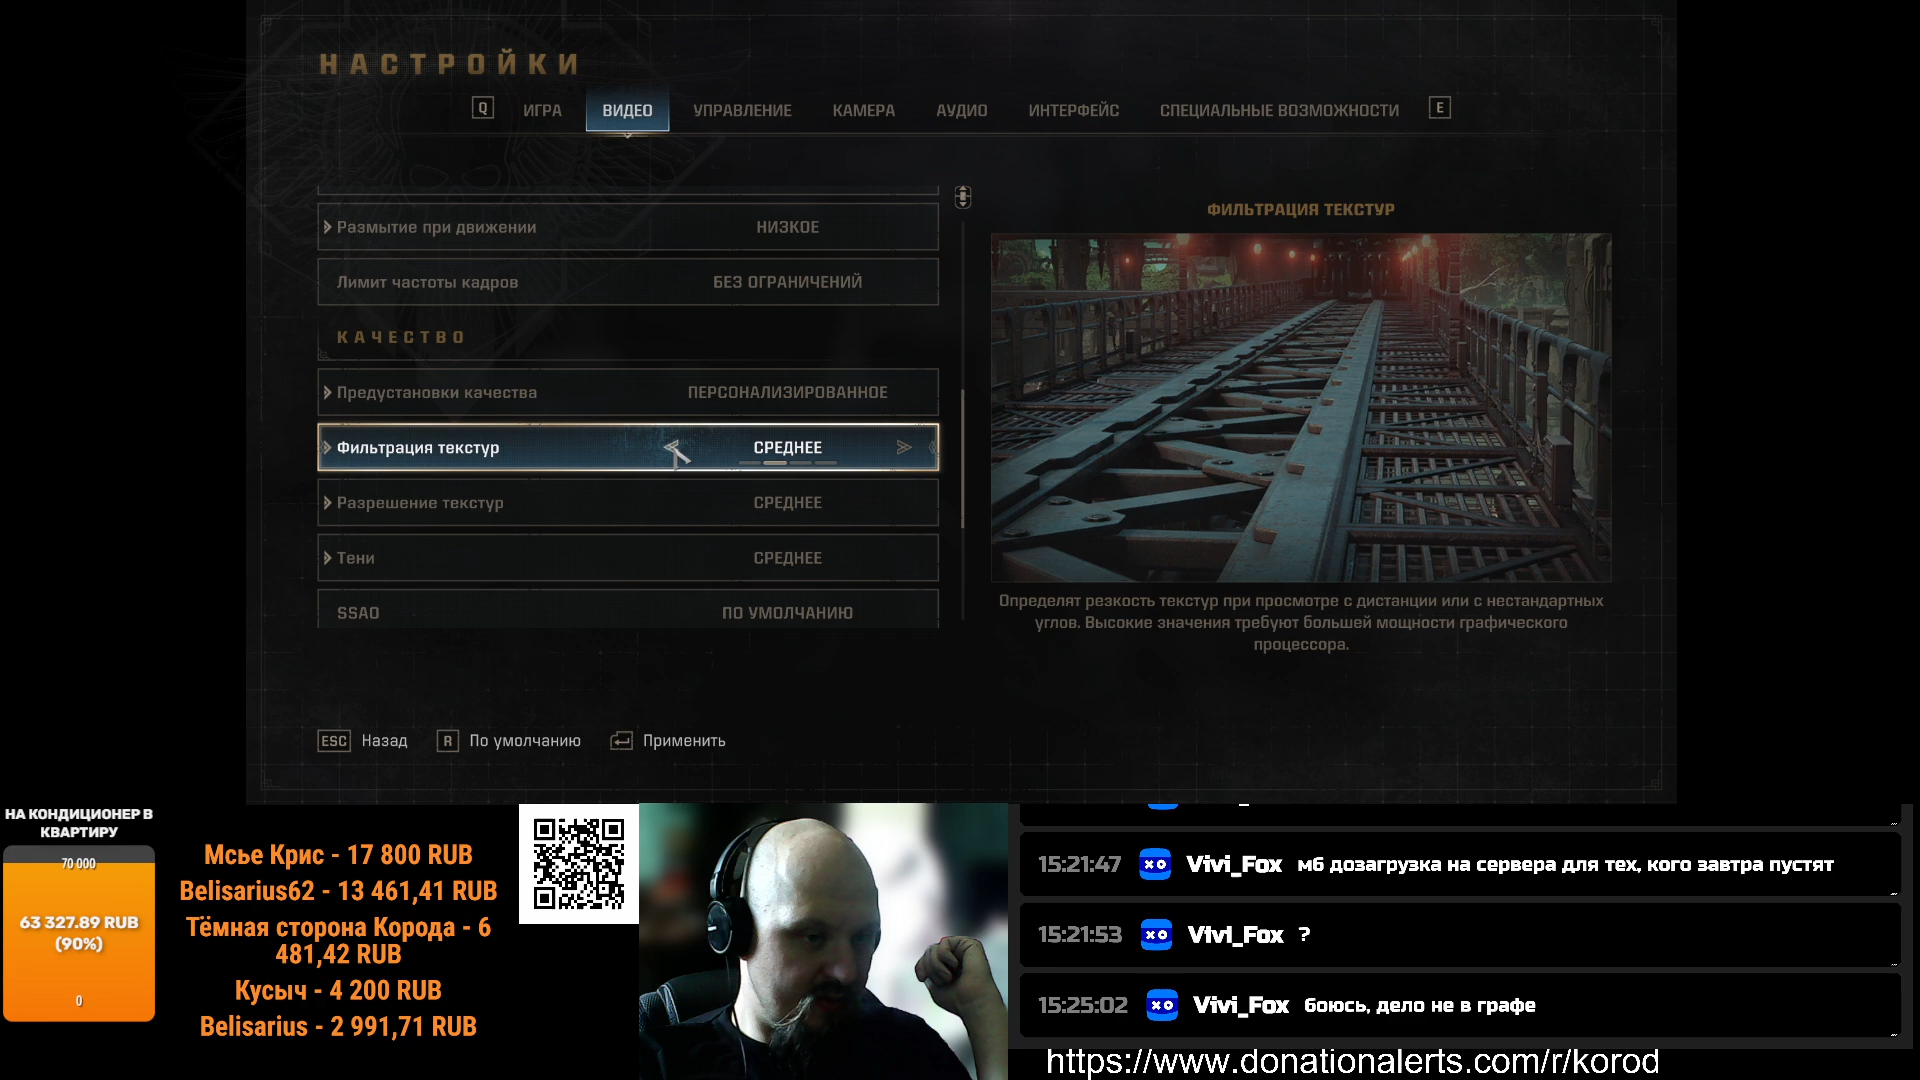 НАСТРОЙКИ
Q ИГРА ВИДЕО УПРАВЛЕНИЕ КАМЕРА АУДИО ИНТЕРФЕЙС СПЕЦИАЛЬНЫЕ ВОЗМОЖНОСТИ E
Размытие при движении НИЗКОЕ
Лимит частоты кадров БЕЗ ОГРАНИЧЕНИЙ
КАЧЕСТВО
Предустановки качества ПЕРСОНАЛИЗИРОВАННОЕ
Фильтрация текстур СРЕДНЕЕ
Разрешение текстур СРЕДНЕЕ
Тени СРЕДНЕЕ
SSAO ПО УМОЛЧАНИЮ
ФИЛЬТРАЦИЯ ТЕКСТУР
Определят резкость текстур при просмотре с дистанции или с нестандартных
углов. Высокие значения требуют большей мощности графического
процессора.
ESC Назад R По умолчанию Применить
НА КОНДИЦИОНЕР В
КВАРТИРУ
70 000
63 327.89 RUB
(90%)
0
Мсье Крис - 17 800 RUB
Belisarius62 - 13 461,41 RUB
Тёмная сторона Корода - 6
481,42 RUB
Кусыч - 4 200 RUB
Belisarius - 2 991,71 RUB
15:21:47 Vivi_Fox мб дозагрузка на сервера для тех, кого завтра пустят
15:21:53 Vivi_Fox ?
15:25:02 Vivi_Fox боюсь, дело не в графе
https://www.donationalerts.com/r/korod